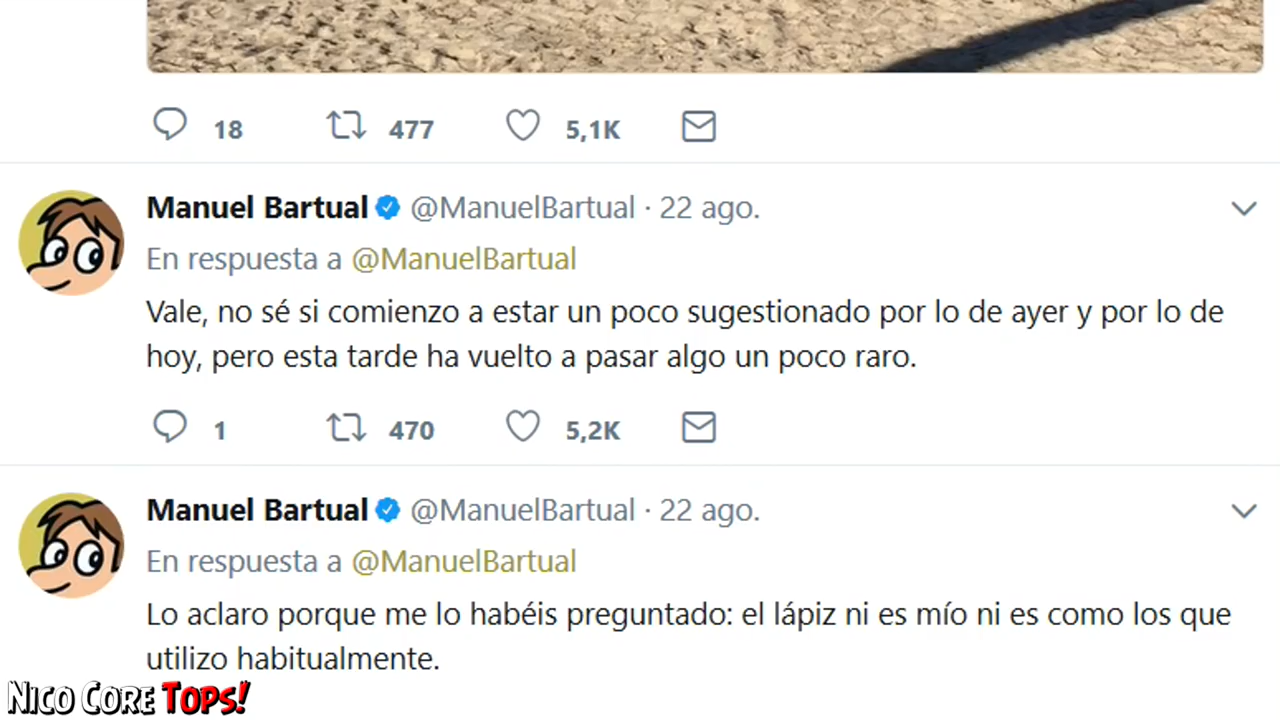 18 477 5,1K
Manuel Bartual @ManuelBartual · 22 ago.
En respuesta a @ManuelBartual
Vale, no sé si comienzo a estar un poco sugestionado por lo de ayer y por lo de
hoy, pero esta tarde ha vuelto a pasar algo un poco raro.
1 470 5,2K
Manuel Bartual @ManuelBartual · 22 ago.
En respuesta a @ManuelBartual
Lo aclaro porque me lo habéis preguntado: el lápiz ni es mío ni es como los que
utilizo habitualmente.
Nico Core Tops!